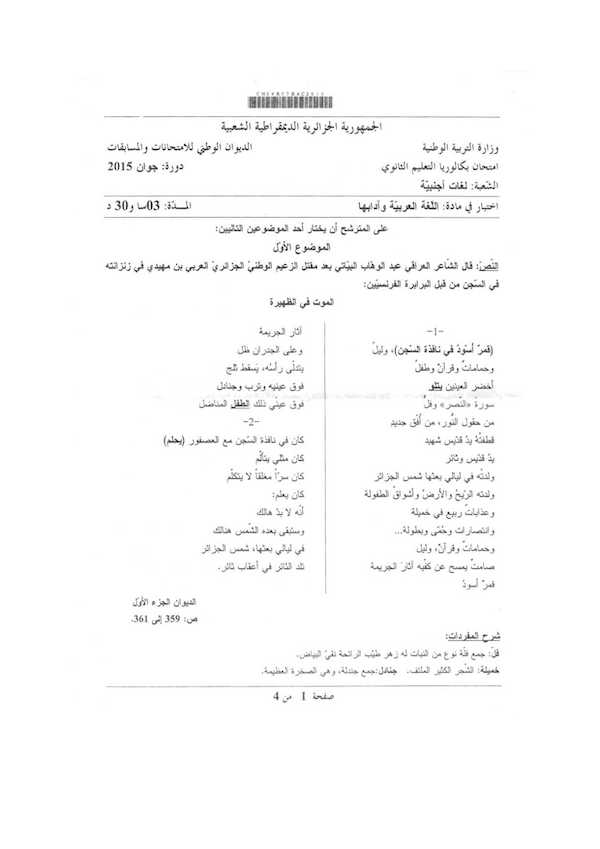 الجمهورية الجزائرية الديمقراطية الشعبية
وزارة التربية الوطنية
الديوان الوطني للامتحانات والمسابقات
امتحان بكالوريا التعليم الثانوي
دورة: جوان 2015
الشعبة: لغات أجنبيّة
اختبار في مادة: اللغة العربيّة وآدابها
المدّة: 03سا و30 د
على المترشح أن يختار أحد الموضوعين التاليين:
الموضوع الأوّل
النّص: قال الشّاعر العراقي عبد الوهّاب البيّاتي بعد مقتل الزعيم الوطنيّ الجزائريّ العربي بن مهيدي في زنزانته
في السّجن من قبل البرابرة الفرنسيّين:
الموت في الظهيرة
-1-
(قمرٌ أسودُ في نافذة السّجن)، وليلُ
وحماماتٌ وقرآنٌ وطفلُ
أخضر العينين يتلو
سورة «النّصر» وفلُّ
من حقول النّور، من أفق جديدِ
قطفتْهُ يدُ قدّيس شهيد
يدُ قدّيس وثائر
ولدتْه في ليالي بعثها شمس الجزائر
ولدته الرّيحُ والأرضُ وأشواقُ الطفولة
وعذاباتُ ربيع في خميلة
وانتصارات وحُمّى وبطولة...
وحماماتٌ وقرآنٌ، وليل
صامتٌ يمسح عن كفّيه آثارَ الجريمة
قمرٌ أسودُ
آثار الجريمة
وعلى الجدران ظل
يتدلّى رأسُه، يَسقط ثلج
فوق عينيه وترب وجنادل
فوق عينَي ذلك الطفل المناضل
-2-
كان في نافذة السّجن مع العصفور (يحلم)
كان مثلي يتألّم
كان سرّاً مغلقاً لا يتكلّم
كان يعلم:
أنّه لا بدّ هالك
وستبقى بعده الشّمس هنالك
في ليالي بعثها، شمس الجزائر
تلد الثائر في أعقاب ثائر.
الديوان الجزء الأوّل
ص: 359 إلى 361.
شرح المفردات:
فلّ: جمع فلّة نوع من النبات له زهر طيّب الرائحة نقيّ البياض.
خميلة: الشّجر الكثير الملتف. جنادل:جمع جندلة، وهي الصخرة العظيمة.
صفحة 1 من 4